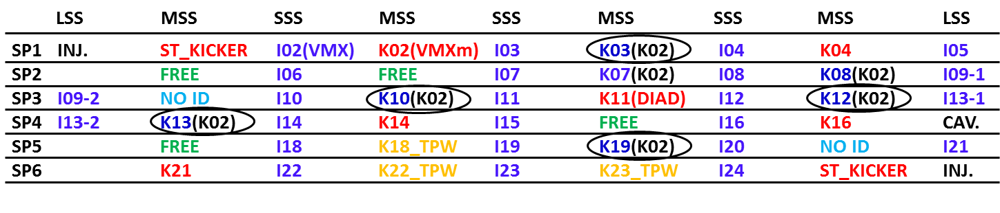 LSS MSS SSS MSS SSS MSS SSS MSS LSS
SP1 INJ. ST_KICKER I02(VMX) K02(VMXm) I03 K03(K02) I04 K04 I05
SP2 FREE I06 FREE I07 K07(K02) I08 K08(K02) I09-1
SP3 I09-2 NO ID I10 K10(K02) I11 K11(DIAD) I12 K12(K02) I13-1
SP4 I13-2 K13(K02) I14 K14 I15 FREE I16 K16 CAV.
SP5 FREE I18 K18_TPW I19 K19(K02) I20 NO ID I21
SP6 K21 I22 K22_TPW I23 K23_TPW I24 ST_KICKER INJ.